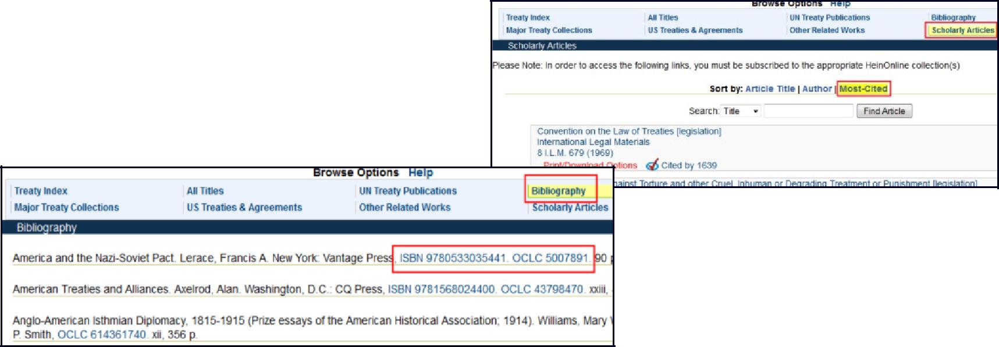 Browse Options Help
Treaty Index All Titles UN Treaty Publications Bibliography
Major Treaty Collections US Treaties & Agreements Other Related Works Scholarly Articles
Scholarly Articles
Please Note: In order to access the following links, you must be subscribed to the appropriate HeinOnline collection(s)
Sort by: Article Title | Author | Most-Cited
Search: Title Find Article
Convention on the Law of Treaties [legislation]
International Legal Materials
8 I.L.M. 679 (1969)
Print/Download Options Cited by 1639
Torture and other Cruel, Inhuman or Degrading Treatment or Punishment [legislation]
Browse Options Help
Treaty Index All Titles UN Treaty Publications Bibliography
Major Treaty Collections US Treaties & Agreements Other Related Works Scholarly Articles
Bibliography
America and the Nazi-Soviet Pact. Lerace, Francis A. New York: Vantage Press, ISBN 9780533035441. OCLC 5007891. 90
American Treaties and Alliances. Axelrod, Alan. Washington, D.C.: CQ Press, ISBN 9781568024400. OCLC 43798470. xxiii,
Anglo-American Isthmian Diplomacy, 1815-1915 (Prize essays of the American Historical Association; 1914). Williams, Mary
P. Smith, OCLC 614361740. xii, 356 p.